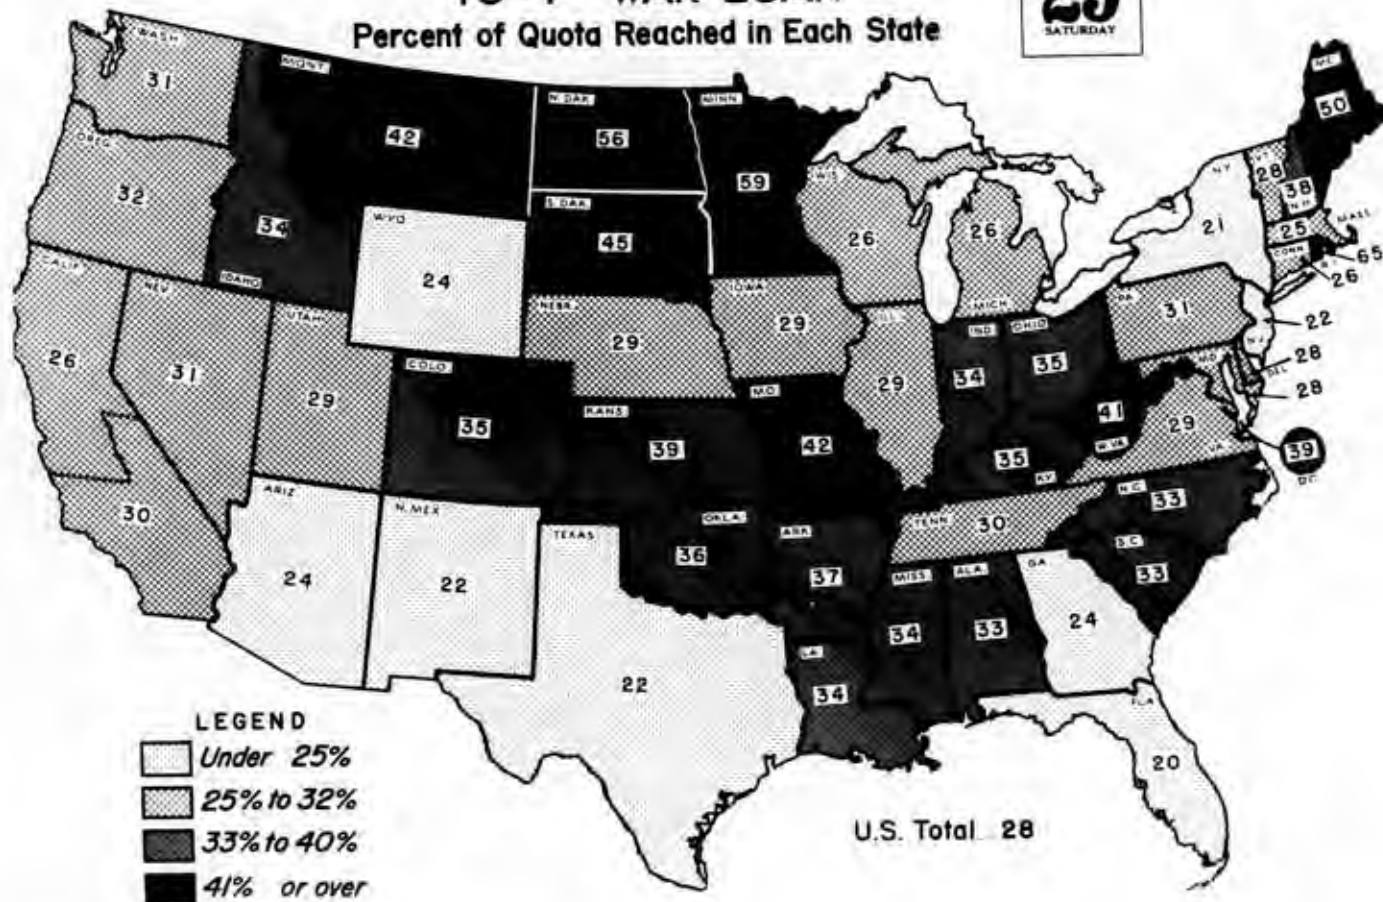 WAR LOAN
Percent of Quota Reached in Each State
SATURDAY
WASH.
31
MONT.
42
N. DAK.
56
MINN.
59
ME.
50
OREG.
32
IDAHO
34
WYO.
24
S. DAK.
45
WIS.
26
MICH.
26
N.Y.
21
VT.
28
N.H.
38
MASS.
25
R.I.
65
CONN.
26
CALIF.
26
30
NEV.
31
UTAH
29
COLO.
35
NEBR.
29
IOWA
29
ILL.
29
IND.
34
OHIO
35
PA.
31
N.J.
22
DEL.
28
MD.
28
D.C.
39
W. VA.
41
VA.
29
KANS.
39
MO.
42
KY.
35
ARIZ.
24
N. MEX.
22
TEXAS
22
OKLA.
36
ARK.
37
TENN.
30
N.C.
33
S.C.
33
MISS.
34
ALA.
33
GA.
24
LA.
34
FLA.
20
LEGEND
Under 25%
25% to 32%
33% to 40%
41% or over
U.S. Total 28